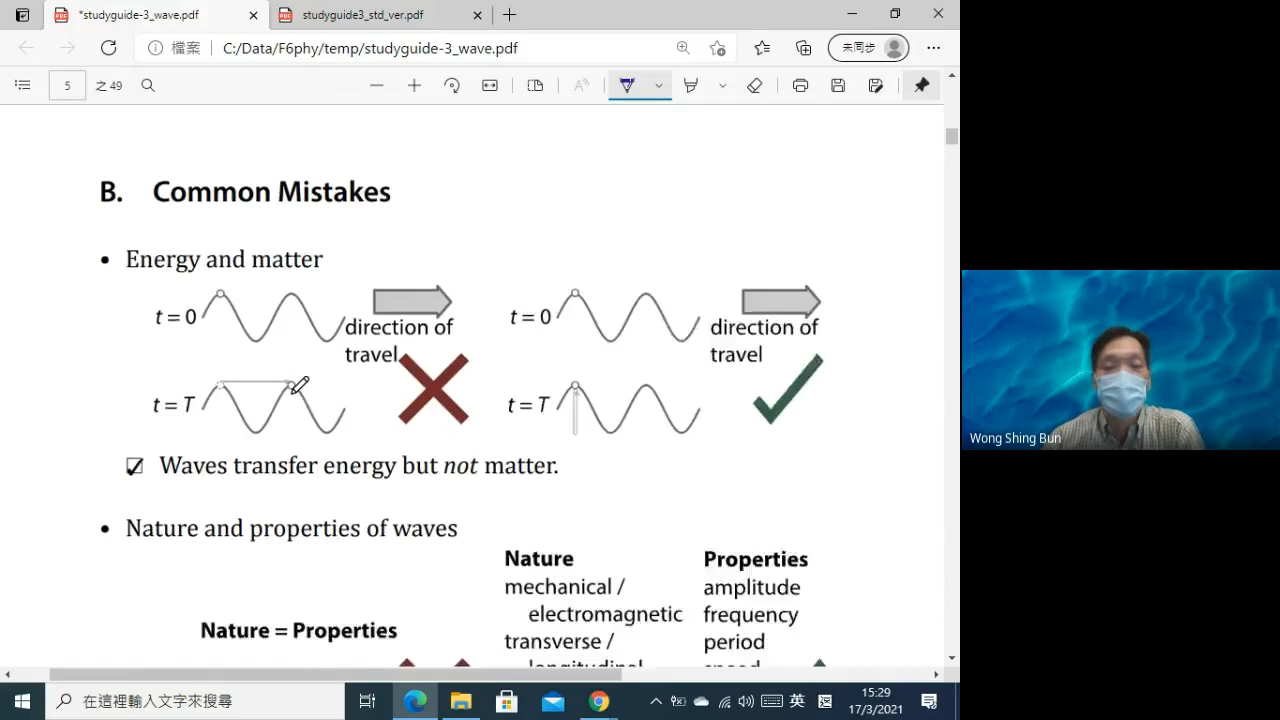 *studyguide-3_wave.pdf
studyguide3_std_ver.pdf
檔案
C:/Data/F6phy/temp/studyguide-3_wave.pdf
未同步
5
之 49
B. Common Mistakes
• Energy and matter
t = 0
direction of
travel
t = 0
direction of
travel
t = T
t = T
Waves transfer energy but not matter.
• Nature and properties of waves
Nature
Properties
mechanical /
amplitude
electromagnetic
frequency
Nature = Properties
transverse /
period
longitudinal
speed
Wong Shing Bun
在這裡輸入文字來搜尋
英
15:29
17/3/2021